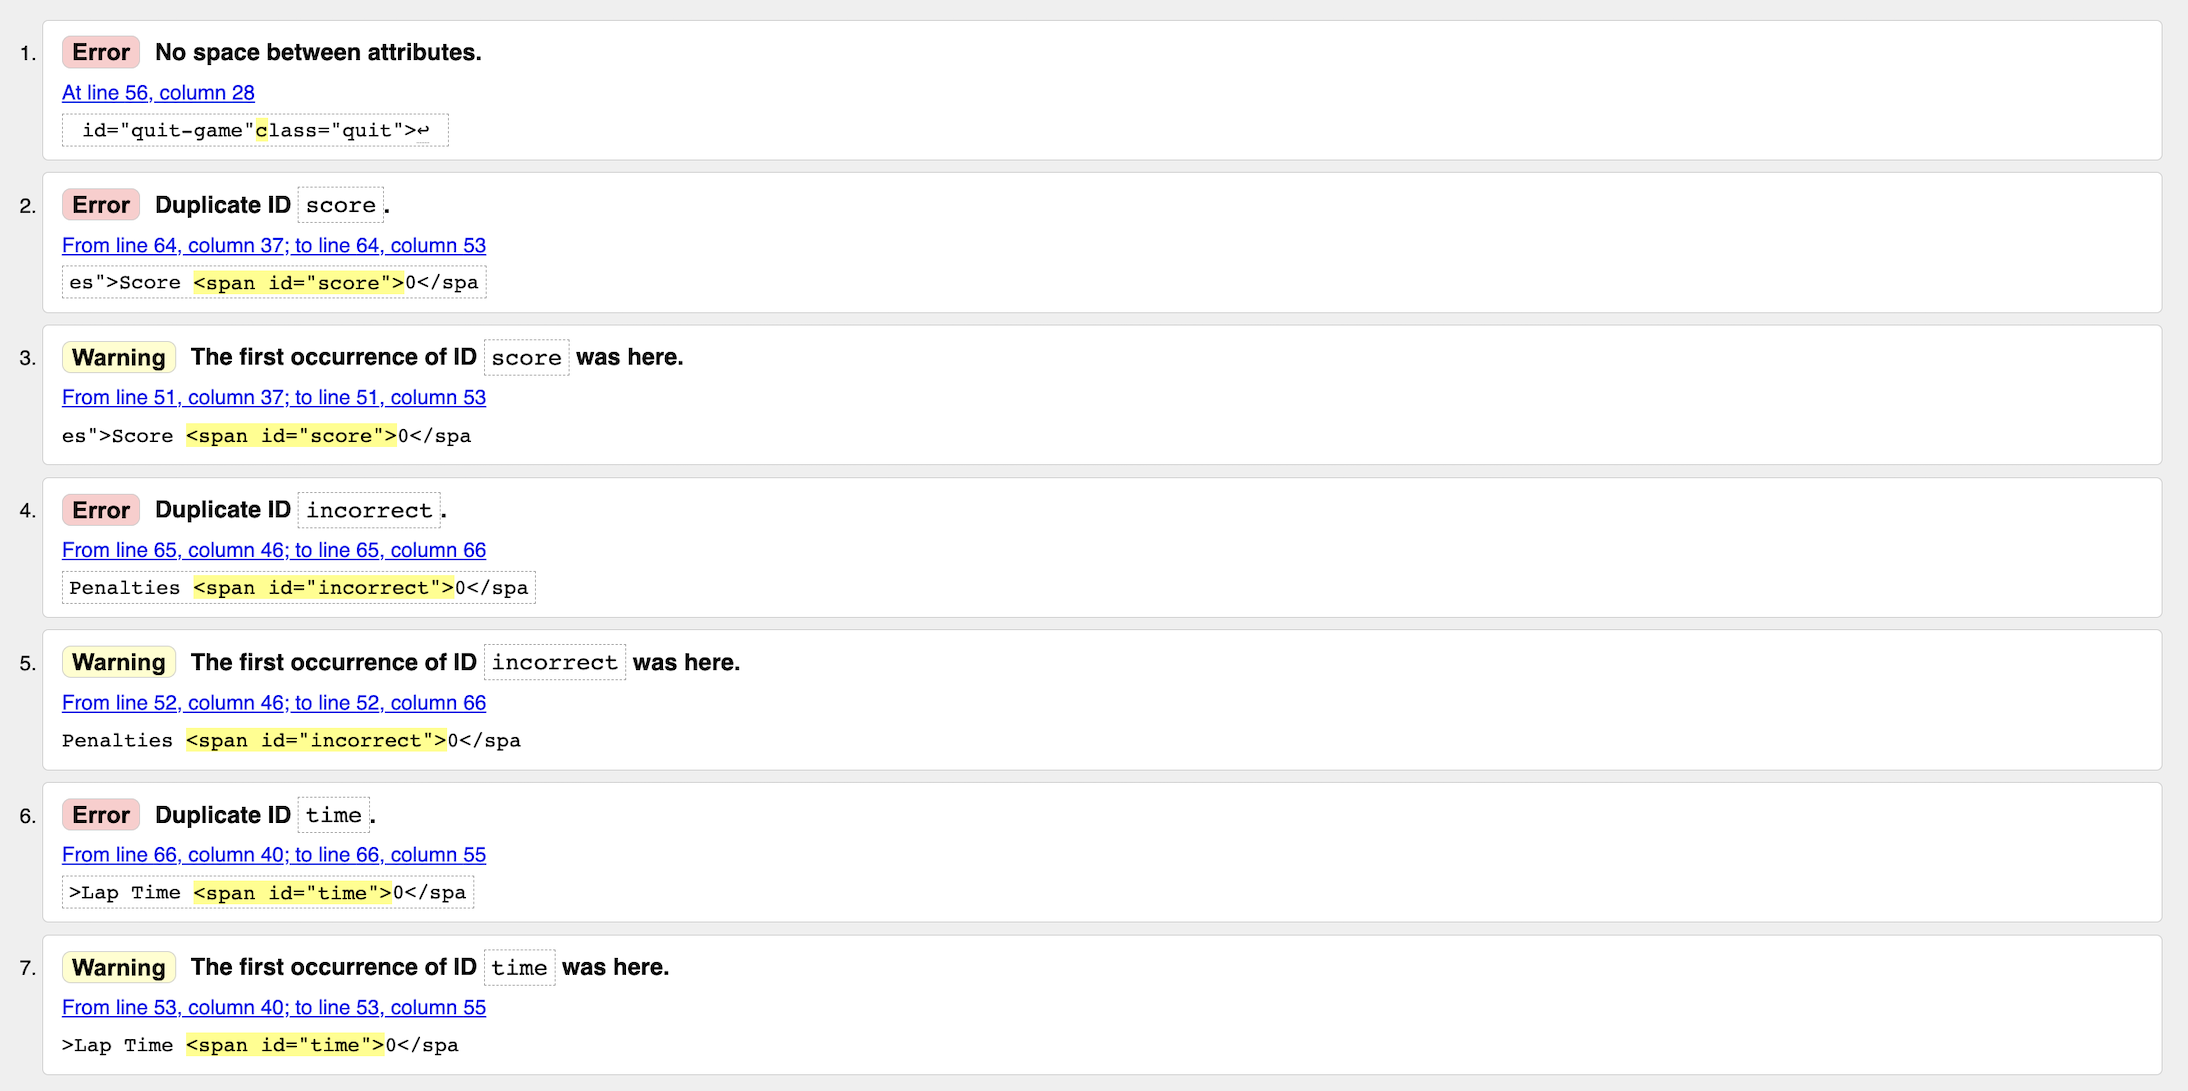 1. Error No space between attributes.
At line 56, column 28
id="quit-game"class="quit">↩
2. Error Duplicate ID score.
From line 64, column 37; to line 64, column 53
es">Score <span id="score">0</spa
3. Warning The first occurrence of ID score was here.
From line 51, column 37; to line 51, column 53
es">Score <span id="score">0</spa
4. Error Duplicate ID incorrect.
From line 65, column 46; to line 65, column 66
Penalties <span id="incorrect">0</spa
5. Warning The first occurrence of ID incorrect was here.
From line 52, column 46; to line 52, column 66
Penalties <span id="incorrect">0</spa
6. Error Duplicate ID time.
From line 66, column 40; to line 66, column 55
>Lap Time <span id="time">0</spa
7. Warning The first occurrence of ID time was here.
From line 53, column 40; to line 53, column 55
>Lap Time <span id="time">0</spa